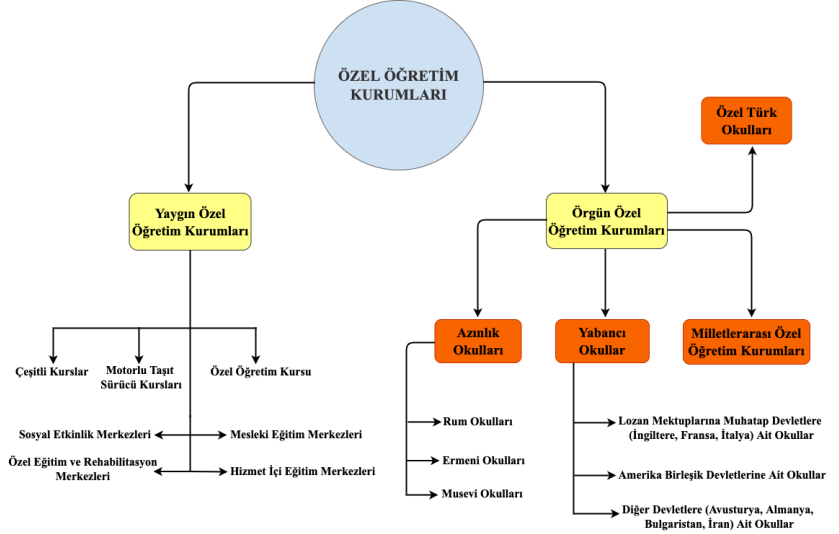 ÖZEL ÖĞRETİM
KURUMLARI
Özel Türk
Okulları
Yaygın Özel
Öğretim Kurumları
Örgün Özel
Öğretim Kurumları
Azınlık
Okulları
Yabancı
Okullar
Milletlerarası Özel
Öğretim Kurumları
Çeşitli Kurslar
Motorlu Taşıt
Sürücü Kursları
Özel Öğretim Kursu
Sosyal Etkinlik Merkezleri
Mesleki Eğitim Merkezleri
Özel Eğitim ve Rehabilitasyon
Merkezleri
Hizmet İçi Eğitim Merkezleri
Rum Okulları
Ermeni Okulları
Musevi Okulları
Lozan Mektuplarına Muhatap Devletlere
(İngiltere, Fransa, İtalya) Ait Okullar
Amerika Birleşik Devletlerine Ait Okullar
Diğer Devletlere (Avusturya, Almanya,
Bulgaristan, İran) Ait Okullar